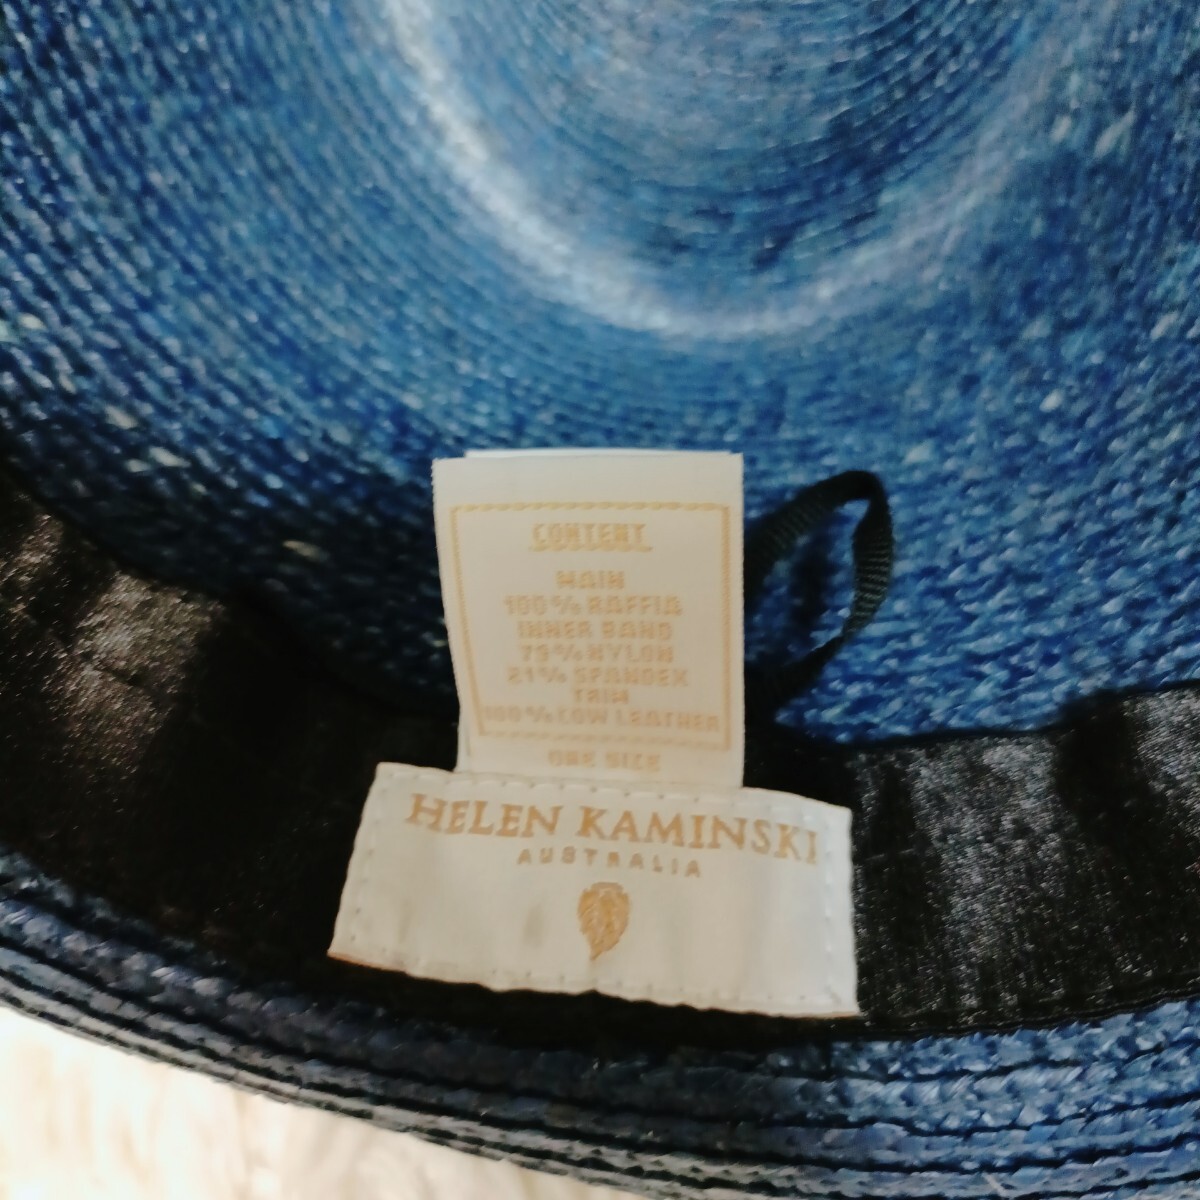 CONTENT
MAIN
100% RAFFIA
INNER BAND
79% NYLON
21% SPANDEX
TRIM
100% COW LEATHER
ONE SIZE
HELEN KAMINSKI
AUSTRALIA